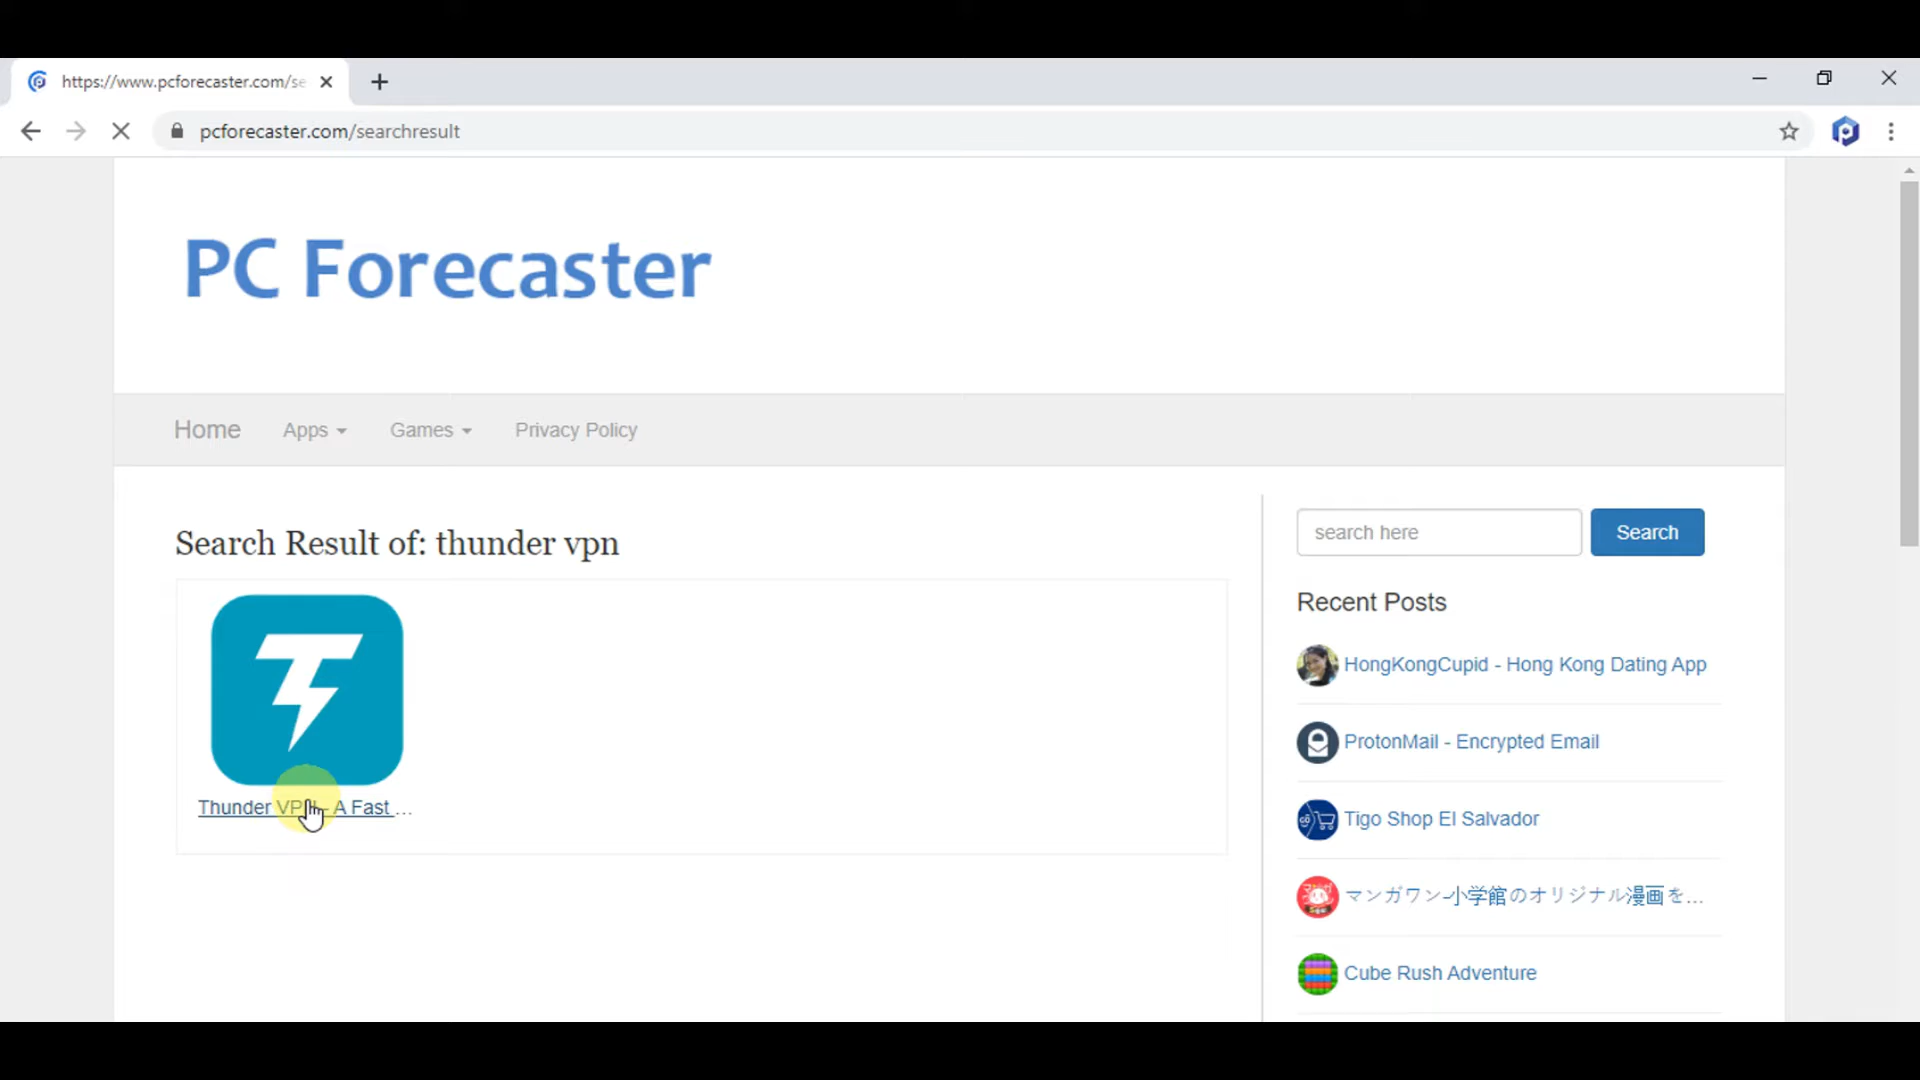 https://www.pcforecaster.com/se
pcforecaster.com/searchresult
PC Forecaster
Home
Apps
Games
Privacy Policy
Search Result of: thunder vpn
Thunder VPN - A Fast ...
search here
Search
Recent Posts
HongKongCupid - Hong Kong Dating App
ProtonMail - Encrypted Email
Tigo Shop El Salvador
マンガワン-小学館のオリジナル漫画を...
Cube Rush Adventure